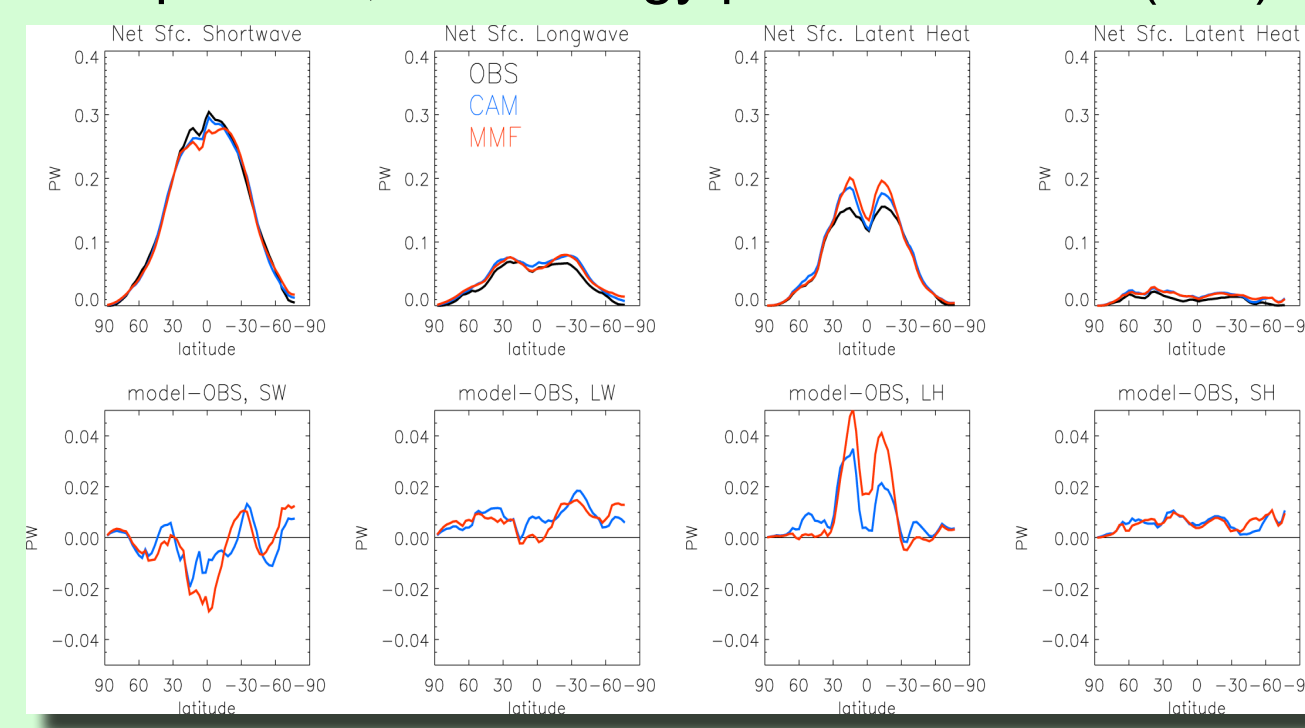 Net Sfc. Shortwave
0.4
0.3
0.2
0.1
0.0
PW
90 60 30 0 -30-60-90
latitude
Net Sfc. Longwave
OBS
CAM
MMF
0.4
0.3
0.2
0.1
0.0
PW
90 60 30 0 -30-60-90
latitude
Net Sfc. Latent Heat
0.4
0.3
0.2
0.1
0.0
PW
90 60 30 0 -30-60-90
latitude
Net Sfc. Latent Heat
0.4
0.3
0.2
0.1
0.0
PW
90 60 30 0 -30-60-9
latitude
model-OBS, SW
0.04
0.02
0.00
-0.02
-0.04
PW
90 60 30 0 -30-60-90
latitude
model-OBS, LW
0.04
0.02
0.00
-0.02
-0.04
PW
90 60 30 0 -30-60-90
latitude
model-OBS, LH
0.04
0.02
0.00
-0.02
-0.04
PW
90 60 30 0 -30-60-90
latitude
model-OBS, SH
0.04
0.02
0.00
-0.02
-0.04
PW
90 60 30 0 -30-60-9
latitude